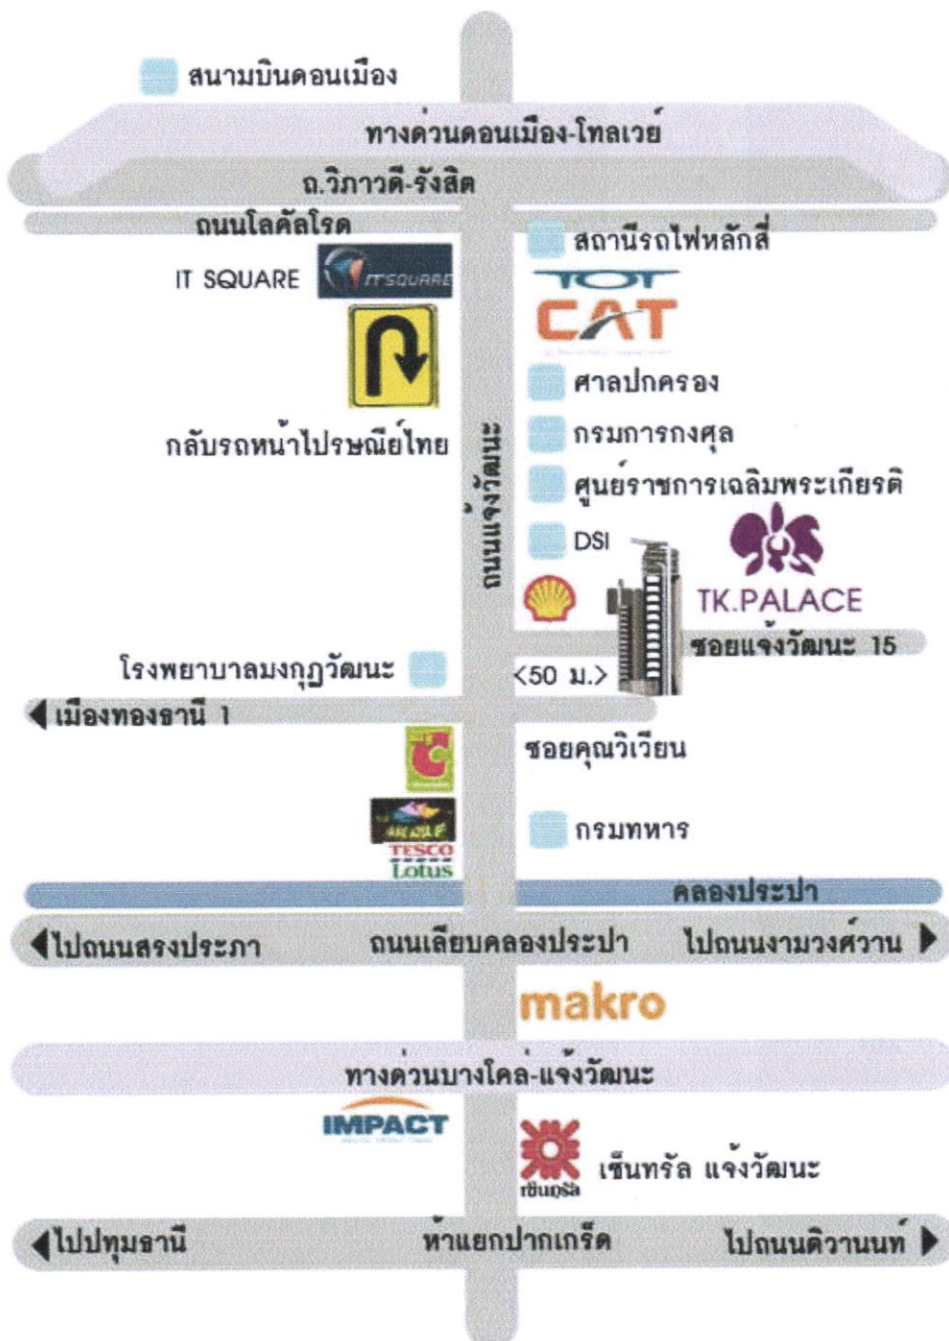 สนามบินดอนเมือง
ทางด่วนดอนเมือง-โทลเวย์
ถ.วิภาวดี-รังสิต
ถนนโลคัลโรด
สถานีรถไฟหลักสี่
IT SQUARE
ITSQUARE
TOT
CAT
ศาลปกครอง
กลับรถหน้าไปรษณีย์ไทย
กรมการกงศุล
ถนนแจ้งวัฒนะ
ศูนย์ราชการเฉลิมพระเกียรติ
DSI
TK.PALACE
ซอยแจ้งวัฒนะ 15
โรงพยาบาลมงกุฎวัฒนะ
<50 ม.>
เมืองทองธานี 1
ซอยคุณวิเวียน
กรมทหาร
TESCO
Lotus
คลองประปา
ไปถนนสรงประภา
ถนนเลียบคลองประปา
ไปถนนงามวงศ์วาน
makro
ทางด่วนบางโคล่-แจ้งวัฒนะ
IMPACT
เซ็นทรัล
เซ็นทรัล แจ้งวัฒนะ
ไปปทุมธานี
ห้าแยกปากเกร็ด
ไปถนนติวานนท์